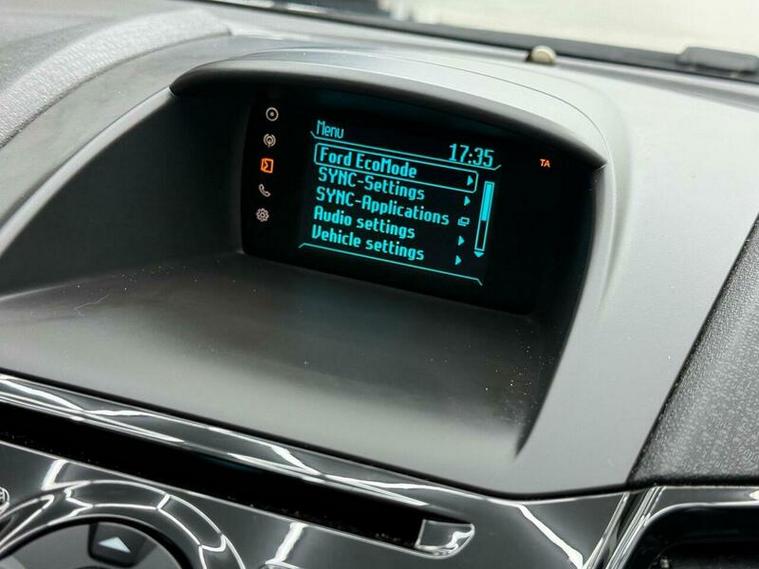 Menu
17:35
TA
Ford EcoMode
SYNC-Settings
SYNC-Applications
Audio settings
Vehicle settings